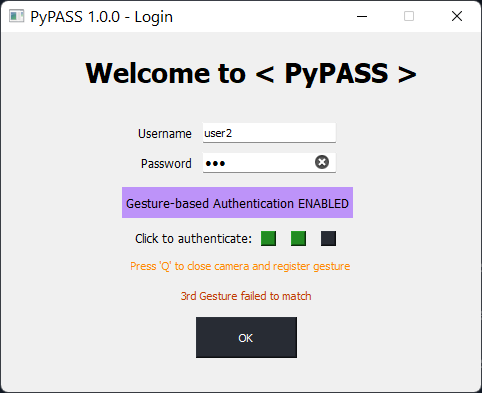 PyPASS 1.0.0 - Login
Welcome to < PyPASS >
Username user2
Password •••
Gesture-based Authentication ENABLED
Click to authenticate:
Press 'Q' to close camera and register gesture
3rd Gesture failed to match
OK